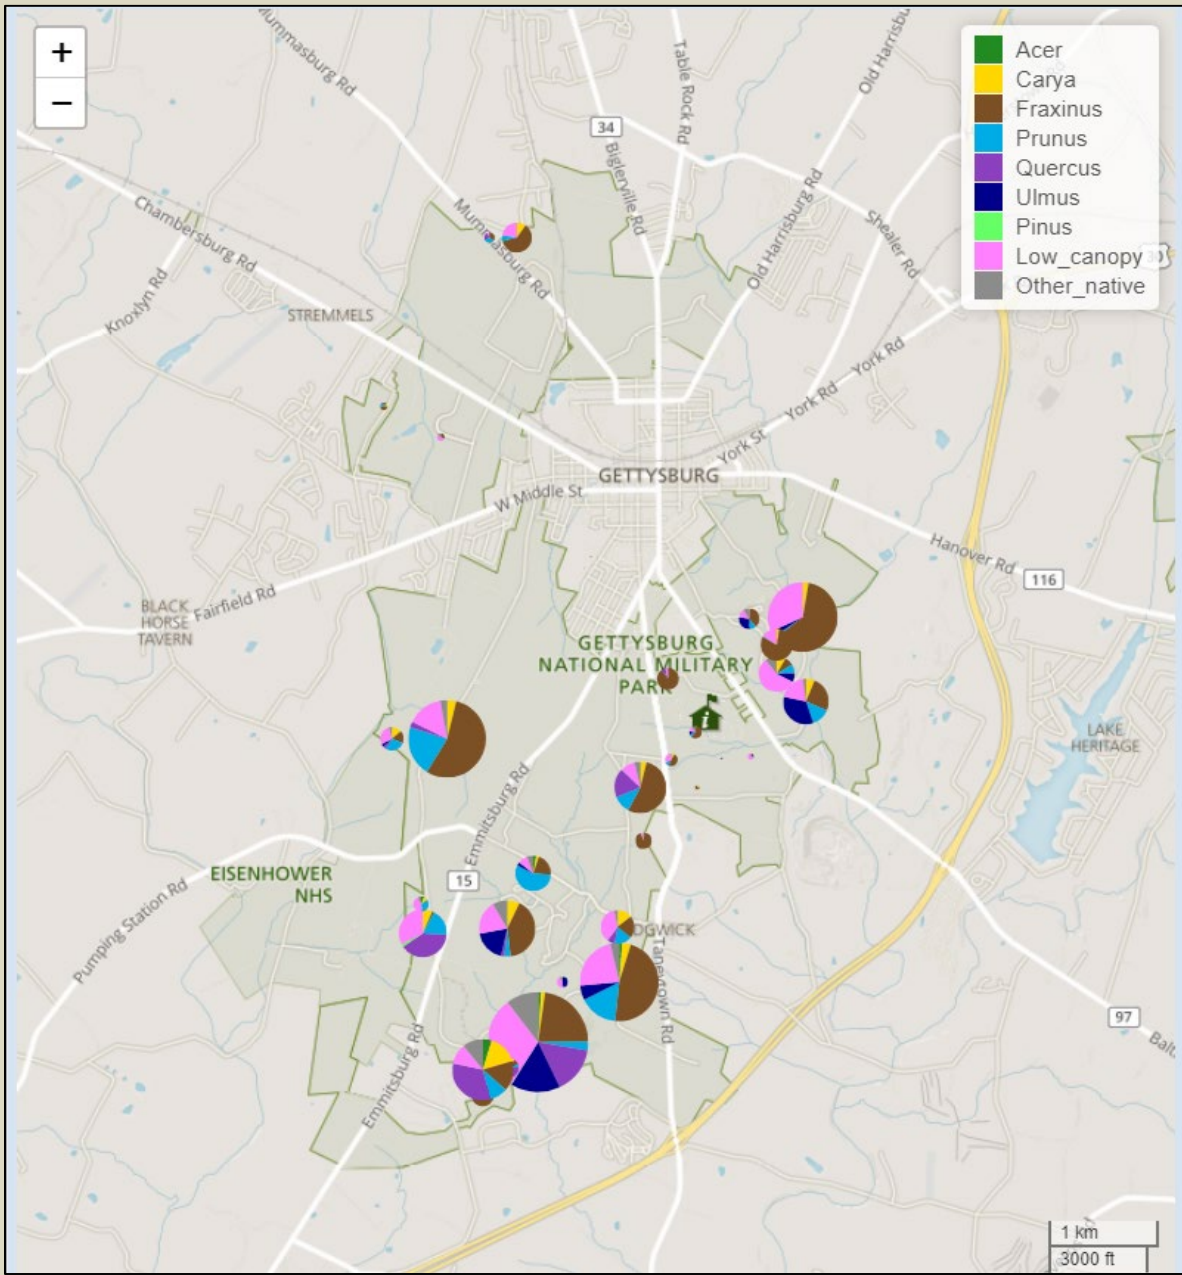 +
−
Mummasburg Rd
Table Rock Rd
34
Biglerville Rd
Acer
Carya
Fraxinus
Prunus
Quercus
Ulmus
Pinus
Low_canopy
Other_native
30
Chambersburg Rd
Mummasburg Rd
Old Harrisburg Rd
Shealer Rd
Knoxlyn Rd
STREMMELS
York Rd
York Rd
York St
GETTYSBURG
W Middle St
Hanover Rd
116
BLACK
HORSE
TAVERN
Fairfield Rd
GETTYSBURG
NATIONAL MILITARY
PARK
i
LAKE
HERITAGE
Emmitsburg Rd
EISENHOWER
NHS
15
Pumping Station Rd
DGWICK
Taneytown Rd
97
Emmitsburg Rd
1 km
3000 ft